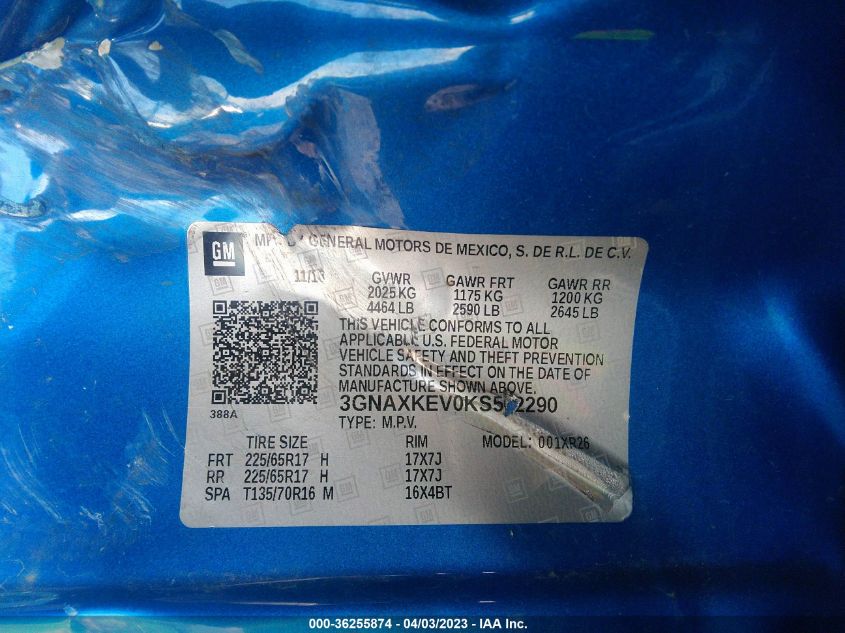 GM
GENERAL MOTORS DE MEXICO, S. DE R.L. DE C.V.
GVWR GAWR FRT GAWR RR
2025 KG 1175 KG 1200 KG
4464 LB 2590 LB 2645 LB
THIS VEHICLE CONFORMS TO ALL
APPLICABLE U.S. FEDERAL MOTOR
VEHICLE SAFETY AND THEFT PREVENTION
STANDARDS IN EFFECT ON THE DATE OF
MANUFACTURE SHOWN ABOVE.
388A
TYPE: M.P.V. MODEL: 001XR26
TIRE SIZE RIM
FRT 225/65R17 H 17X7J
RR 225/65R17 H 17X7J
SPA T135/70R16 M 16X4BT
000-36255874 - 04/03/2023 - IAA Inc.